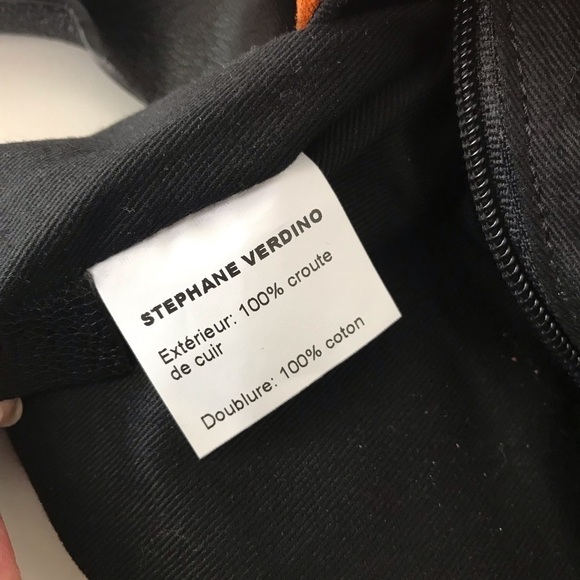 STEPHANE VERDINO
Extérieur: 100% croute
de cuir
Doublure: 100% coton